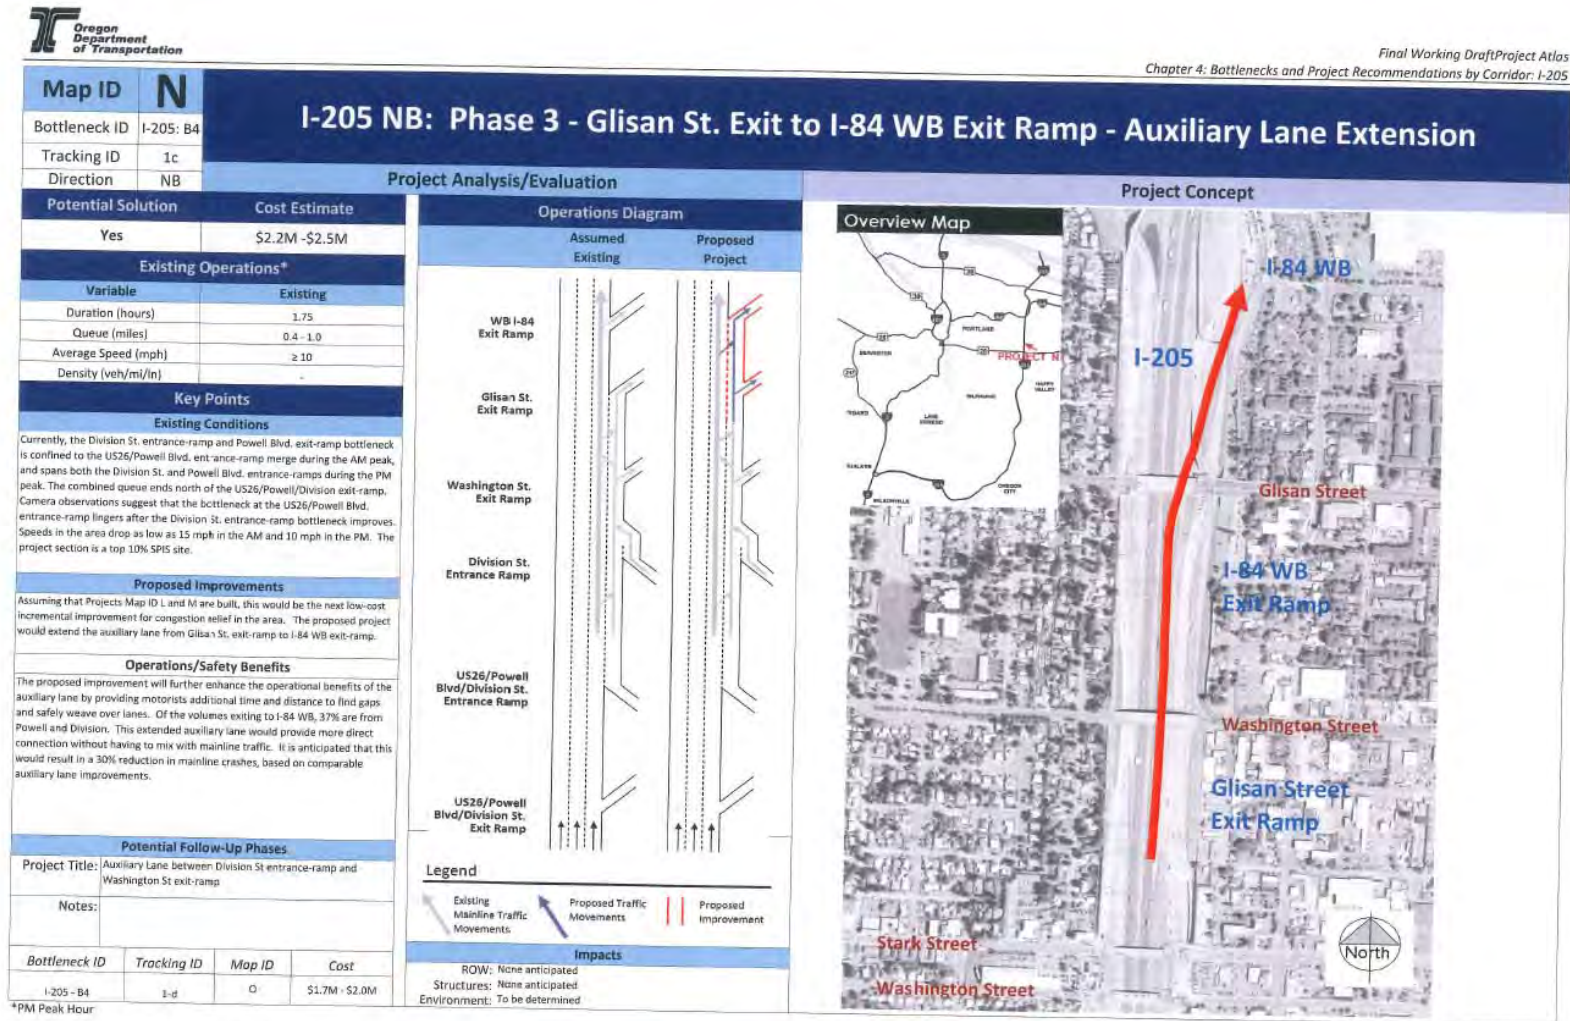 Oregon
Department
of Transportation
Final Working DraftProject Atlas
Chapter 4: Bottlenecks and Project Recommendations by Corridor: I-205
Map ID N
Bottleneck ID I-205: B4
Tracking ID 1c
Direction NB
I-205 NB: Phase 3 - Glisan St. Exit to I-84 WB Exit Ramp - Auxiliary Lane Extension
Project Analysis/Evaluation
Project Concept
Potential Solution Cost Estimate
Yes $2.2M -$2.5M
Existing Operations*
Variable Existing
Duration (hours) 1.75
Queue (miles) 0.4 - 1.0
Average Speed (mph) ≥ 10
Density (veh/mi/ln) -
Key Points
Existing Conditions
Currently, the Division St. entrance-ramp and Powell Blvd. exit-ramp bottleneck
is confined to the US26/Powell Blvd. entrance-ramp merge during the AM peak,
and spans both the Division St. and Powell Blvd. entrance-ramps during the PM
peak. The combined queue ends north of the US26/Powell/Division exit-ramp.
Camera observations suggest that the bottleneck at the US26/Powell Blvd.
entrance-ramp lingers after the Division St. entrance-ramp bottleneck improves.
Speeds in the area drop as low as 15 mph in the AM and 10 mph in the PM. The
project section is a top 10% SPIS site.
Proposed Improvements
Assuming that Projects Map ID L and M are built, this would be the next low-cost
incremental improvement for congestion relief in the area. The proposed project
would extend the auxiliary lane from Glisan St. exit-ramp to I-84 WB exit-ramp.
Operations/Safety Benefits
The proposed improvement will further enhance the operational benefits of the
auxiliary lane by providing motorists additional time and distance to find gaps
and safely weave over lanes. Of the volumes exiting to I-84 WB, 37% are from
Powell and Division. This extended auxiliary lane would provide more direct
connection without having to mix with mainline traffic. It is anticipated that this
would result in a 30% reduction in mainline crashes, based on comparable
auxiliary lane improvements.
Potential Follow-Up Phases
Project Title: Auxiliary Lane between Division St entrance-ramp and
Washington St exit-ramp
Notes:
Bottleneck ID Tracking ID Map ID Cost
I-205 - B4 1-d O $1.7M - $2.0M
*PM Peak Hour
Operations Diagram
Assumed
Existing
Proposed
Project
WB I-84
Exit Ramp
Glisan St.
Exit Ramp
Washington St.
Exit Ramp
Division St.
Entrance Ramp
US26/Powell
Blvd/Division St.
Entrance Ramp
US26/Powell
Blvd/Division St.
Exit Ramp
Legend
Existing
Mainline Traffic
Movements
Proposed Traffic
Movements
Proposed
Improvement
Impacts
ROW: None anticipated
Structures: None anticipated
Environment: To be determined
Overview Map
PORTLAND
BEAVERTON
PROJECT N
HAPPY
VALLEY
MILWAUKIE
TIGARD
LAKE
OSWEGO
TUALATIN
OREGON
CITY
WILSONVILLE
I-84 WB
I-205
Glisan Street
I-84 WB
Exit Ramp
Washington Street
Glisan Street
Exit Ramp
Stark Street
Washington Street
North